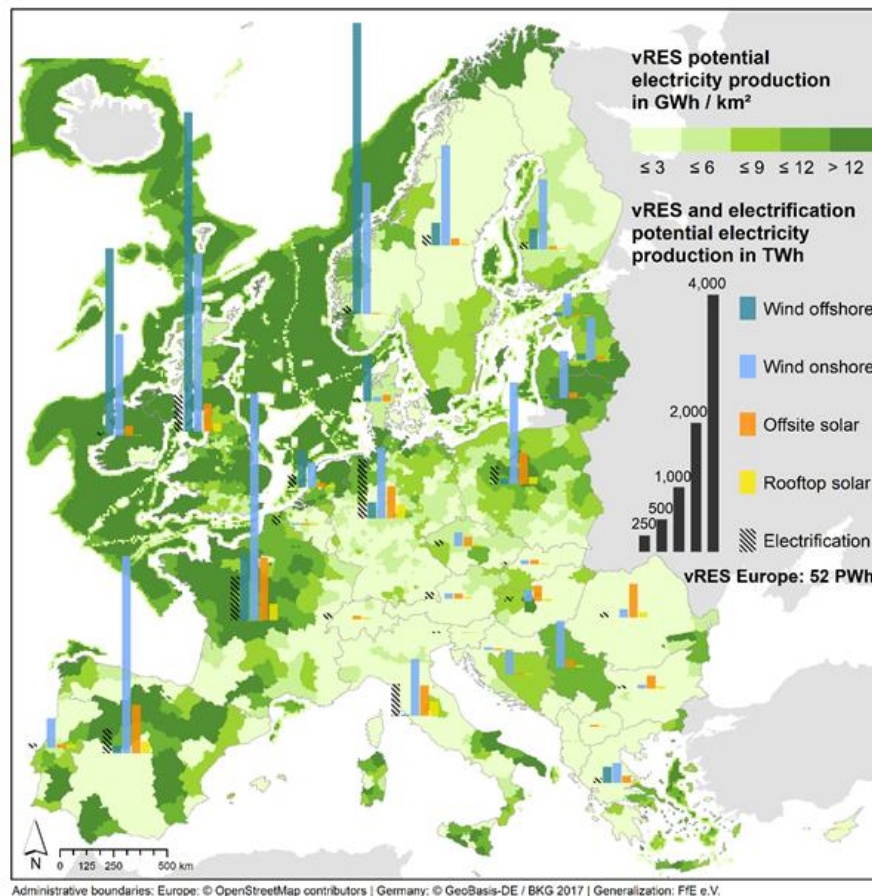 vRES potential
electricity production
in GWh / km²
≤ 3 ≤ 6 ≤ 9 ≤ 12 > 12
vRES and electrification
potential electricity
production in TWh
4,000
2,000
1,000
500
250
Wind offshore
Wind onshore
Offsite solar
Rooftop solar
Electrification
vRES Europe: 52 PWh
N
0 125 250 500 km
Administrative boundaries: Europe: © OpenStreetMap contributors | Germany: © GeoBasis-DE / BKG 2017 | Generalization: FfE e.V.